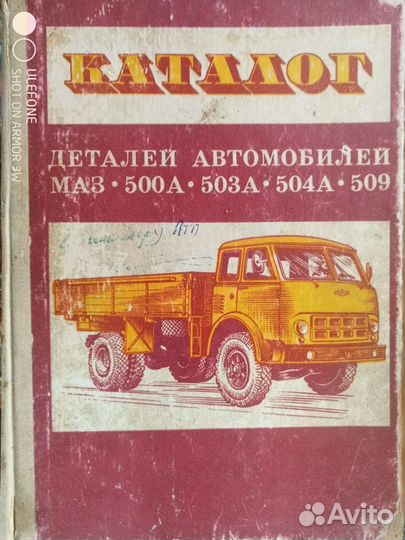 КАТАЛОГ
ДЕТАЛЕЙ АВТОМОБИЛЕЙ
МАЗ · 500А · 503А · 504А · 509
ULEFONE
SHOT ON ARMOR 3W
Avito